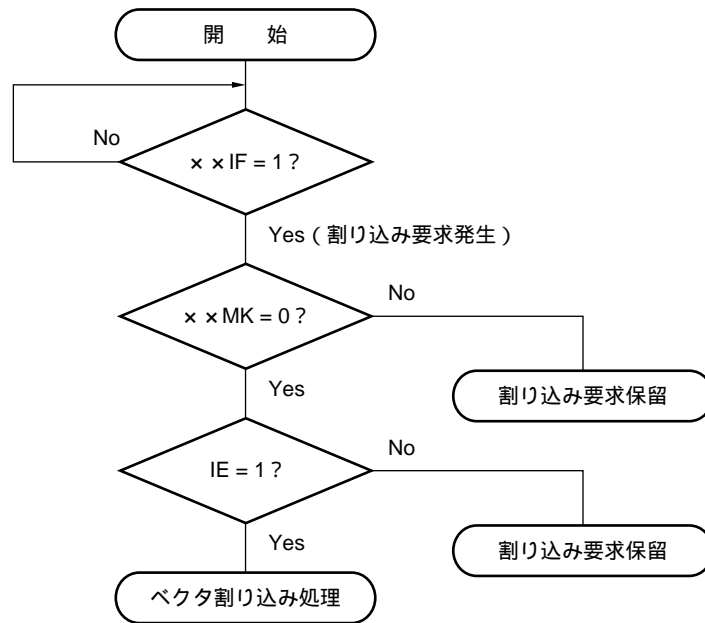 開　　始
No
××IF = 1？
Yes（割り込み要求発生）
××MK = 0？
No
Yes
割り込み要求保留
IE = 1？
No
Yes
割り込み要求保留
ベクタ割り込み処理